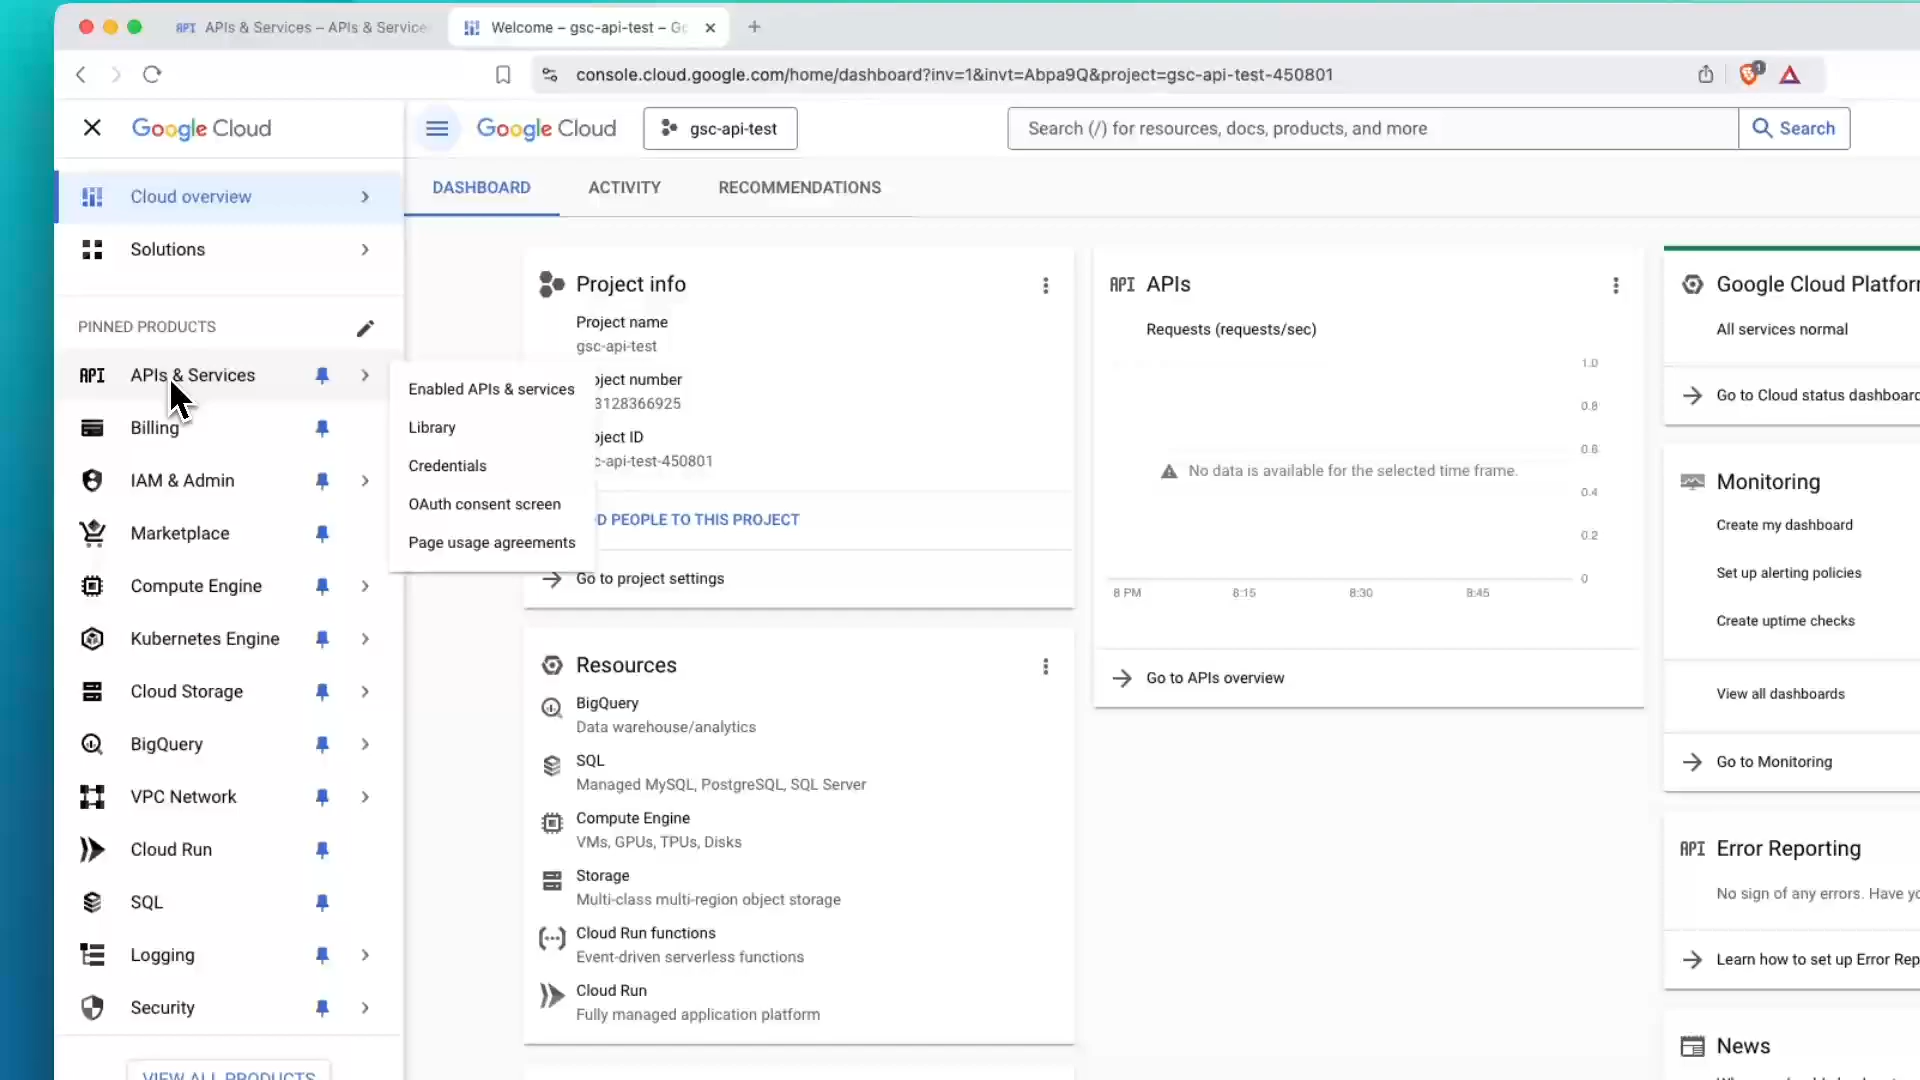 API APIs & Services – APIs & Service
Welcome – gsc-api-test – Go
console.cloud.google.com/home/dashboard?inv=1&invt=Abpa9Q&project=gsc-api-test-450801
1
Google Cloud
Google Cloud
gsc-api-test
Search (/) for resources, docs, products, and more
Search
Cloud overview
Solutions
PINNED PRODUCTS
API APIs & Services
Billing
IAM & Admin
Marketplace
Compute Engine
Kubernetes Engine
Cloud Storage
BigQuery
VPC Network
Cloud Run
SQL
Logging
Security
VIEW ALL PRODUCTS
Enabled APIs & services
Library
Credentials
OAuth consent screen
Page usage agreements
DASHBOARD
ACTIVITY
RECOMMENDATIONS
Project info
Project name
gsc-api-test
oject number
3128366925
oject ID
c-api-test-450801
D PEOPLE TO THIS PROJECT
Go to project settings
Resources
BigQuery
Data warehouse/analytics
SQL
Managed MySQL, PostgreSQL, SQL Server
Compute Engine
VMs, GPUs, TPUs, Disks
Storage
Multi-class multi-region object storage
Cloud Run functions
Event-driven serverless functions
Cloud Run
Fully managed application platform
API APIs
Requests (requests/sec)
1.0
0.8
0.6
No data is available for the selected time frame.
0.4
0.2
0
8 PM 8:15 8:30 8:45
Go to APIs overview
Google Cloud Platfor
All services normal
Go to Cloud status dashboard
Monitoring
Create my dashboard
Set up alerting policies
Create uptime checks
View all dashboards
Go to Monitoring
API Error Reporting
No sign of any errors. Have yo
Learn how to set up Error Rep
News